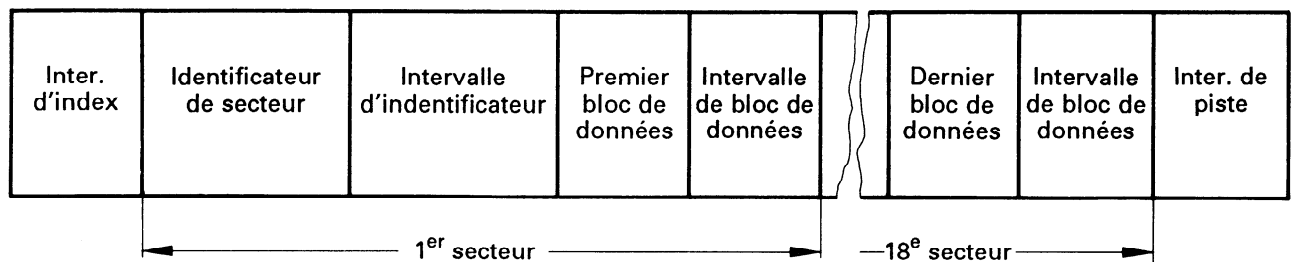 Inter.
d'index
Identificateur
de secteur
Intervalle
d'indentificateur
Premier
bloc de
données
Intervalle
de bloc de
données
Dernier
bloc de
données
Intervalle
de bloc de
données
Inter. de
piste
1er secteur
18e secteur